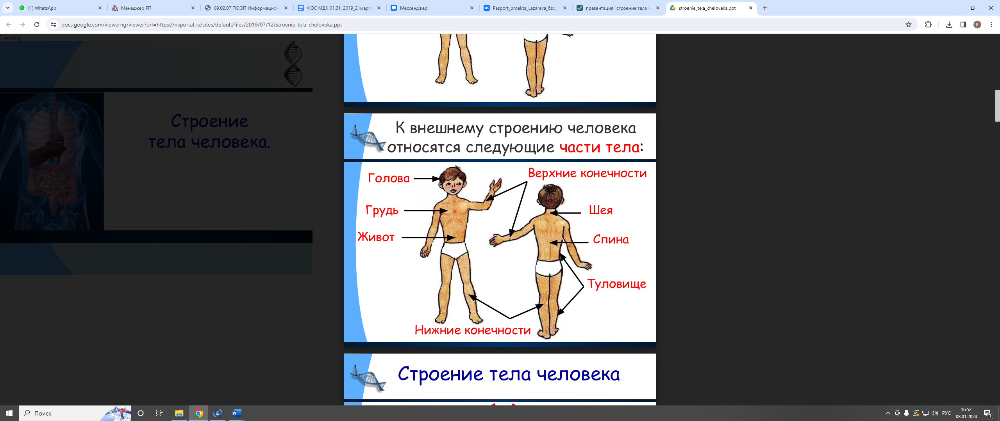 (1) WhatsApp
Менеджер РП
09.02.07 ПООП Информацион
ФОС МДК 01.01. 2019_21марта
Мессенджер
Pasport_proekta_Lazareva_6zd_
презентация "строение тела ч
stroenie_tela_cheloveka.ppt
docs.google.com/viewerng/viewer?url=https://nsportal.ru/sites/default/files/2019/07/12/stroenie_tela_cheloveka.ppt
E
Loading...
Строение
тела человека.
К внешнему строению человека
относятся следующие части тела:
Голова
Верхние конечности
Грудь
Шея
Живот
Спина
Туловище
Нижние конечности
Строение тела человека
Поиск
РУС
16:52
08.01.2024
1